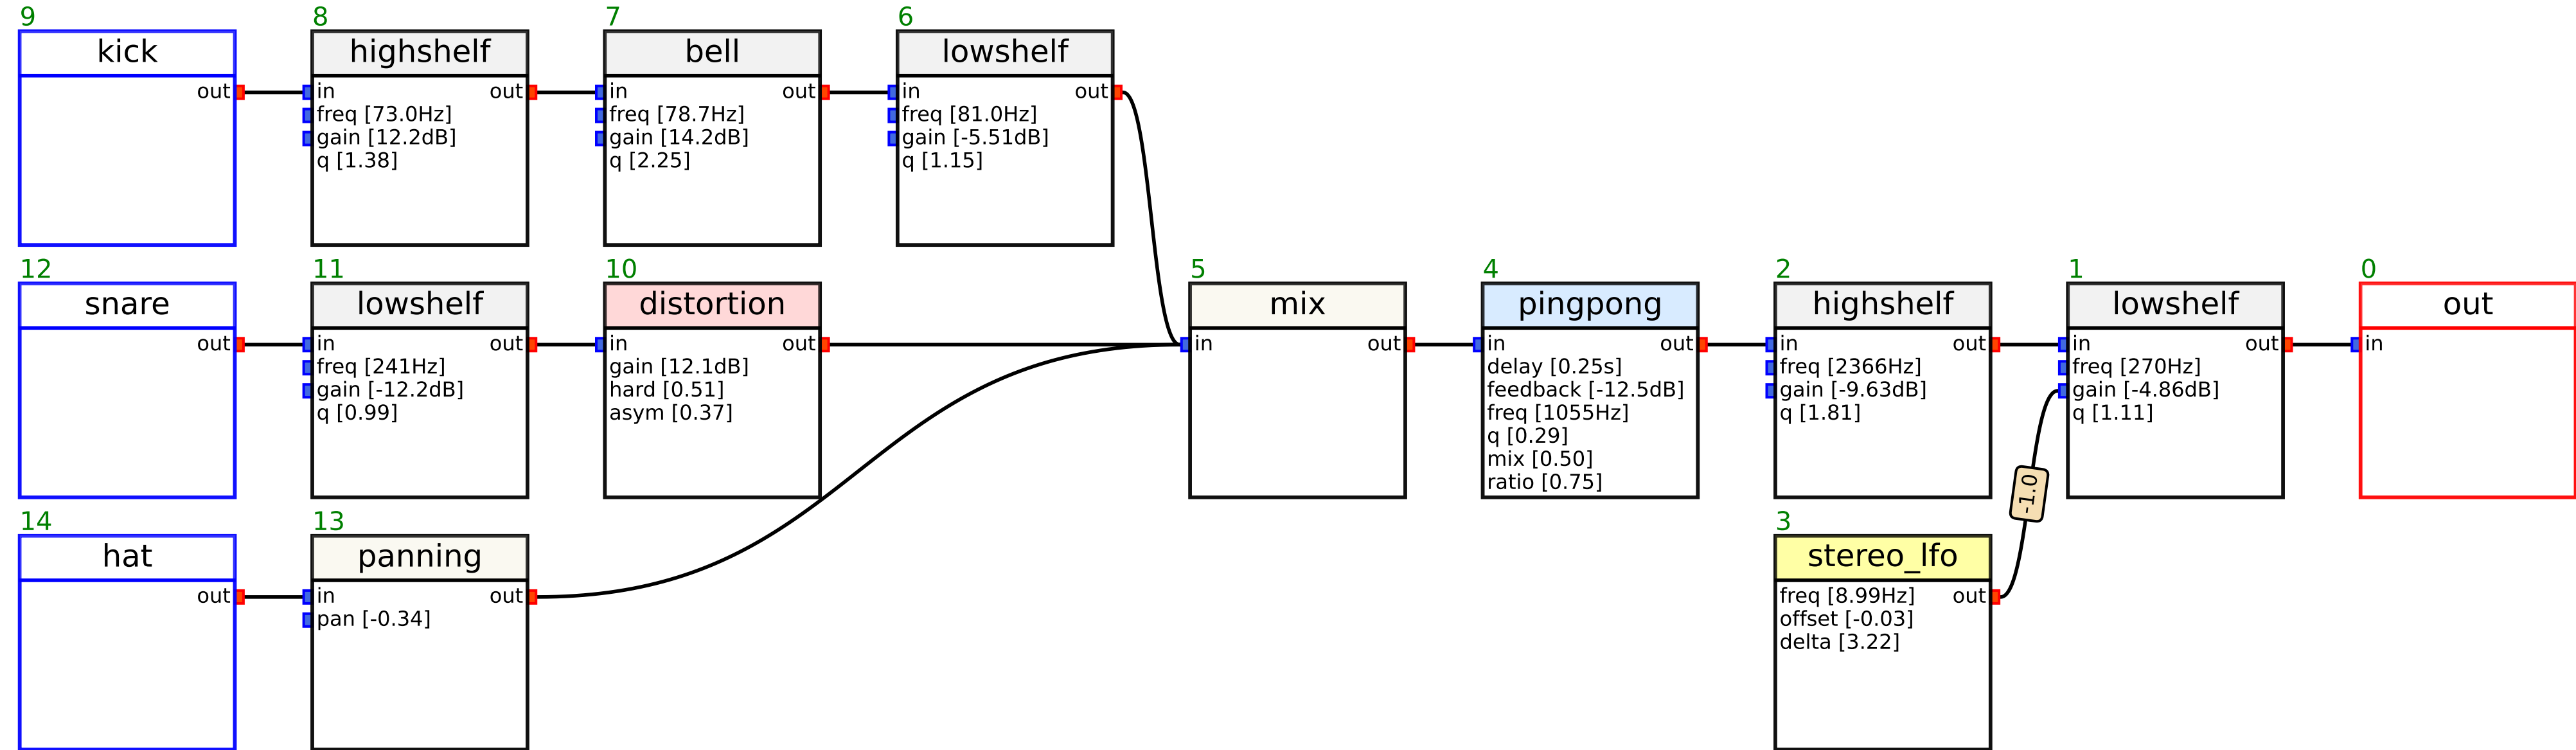 9
kick
out
8
highshelf
in out
freq [73.0Hz]
gain [12.2dB]
q [1.38]
7
bell
in out
freq [78.7Hz]
gain [14.2dB]
q [2.25]
6
lowshelf
in out
freq [81.0Hz]
gain [-5.51dB]
q [1.15]
12
snare
out
11
lowshelf
in out
freq [241Hz]
gain [-12.2dB]
q [0.99]
10
distortion
in out
gain [12.1dB]
hard [0.51]
asym [0.37]
5
mix
in out
4
pingpong
in out
delay [0.25s]
feedback [-12.5dB]
freq [1055Hz]
q [0.29]
mix [0.50]
ratio [0.75]
2
highshelf
in out
freq [2366Hz]
gain [-9.63dB]
q [1.81]
1
lowshelf
in out
freq [270Hz]
gain [-4.86dB]
q [1.11]
0
out
in
14
hat
out
13
panning
in out
pan [-0.34]
3
stereo_lfo
freq [8.99Hz] out
offset [-0.03]
delta [3.22]
-1.0